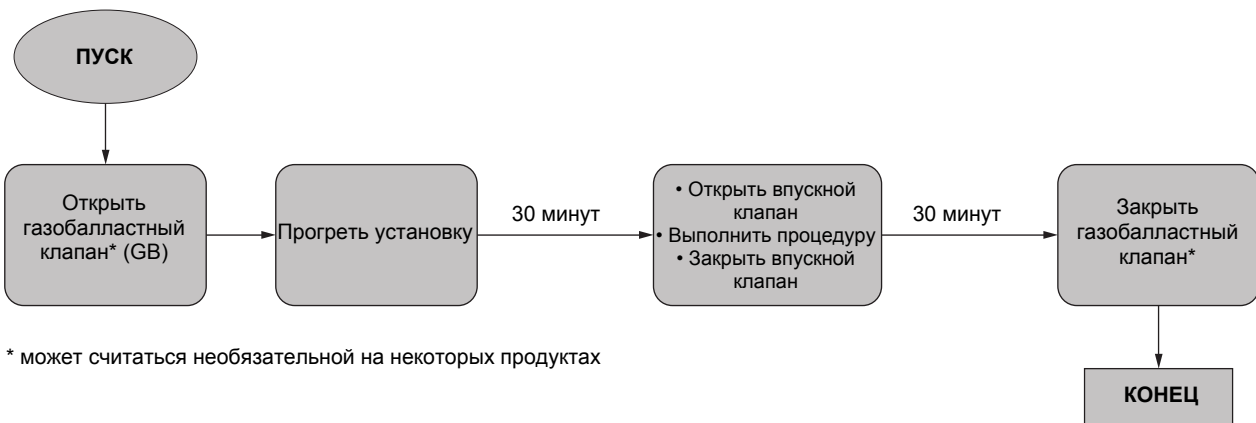 ПУСК
Открыть
газобалластный
клапан* (GB)
Прогреть установку
30 минут
• Открыть впускной
клапан
• Выполнить процедуру
• Закрыть впускной
клапан
30 минут
Закрыть
газобалластный
клапан*
* может считаться необязательной на некоторых продуктах
КОНЕЦ